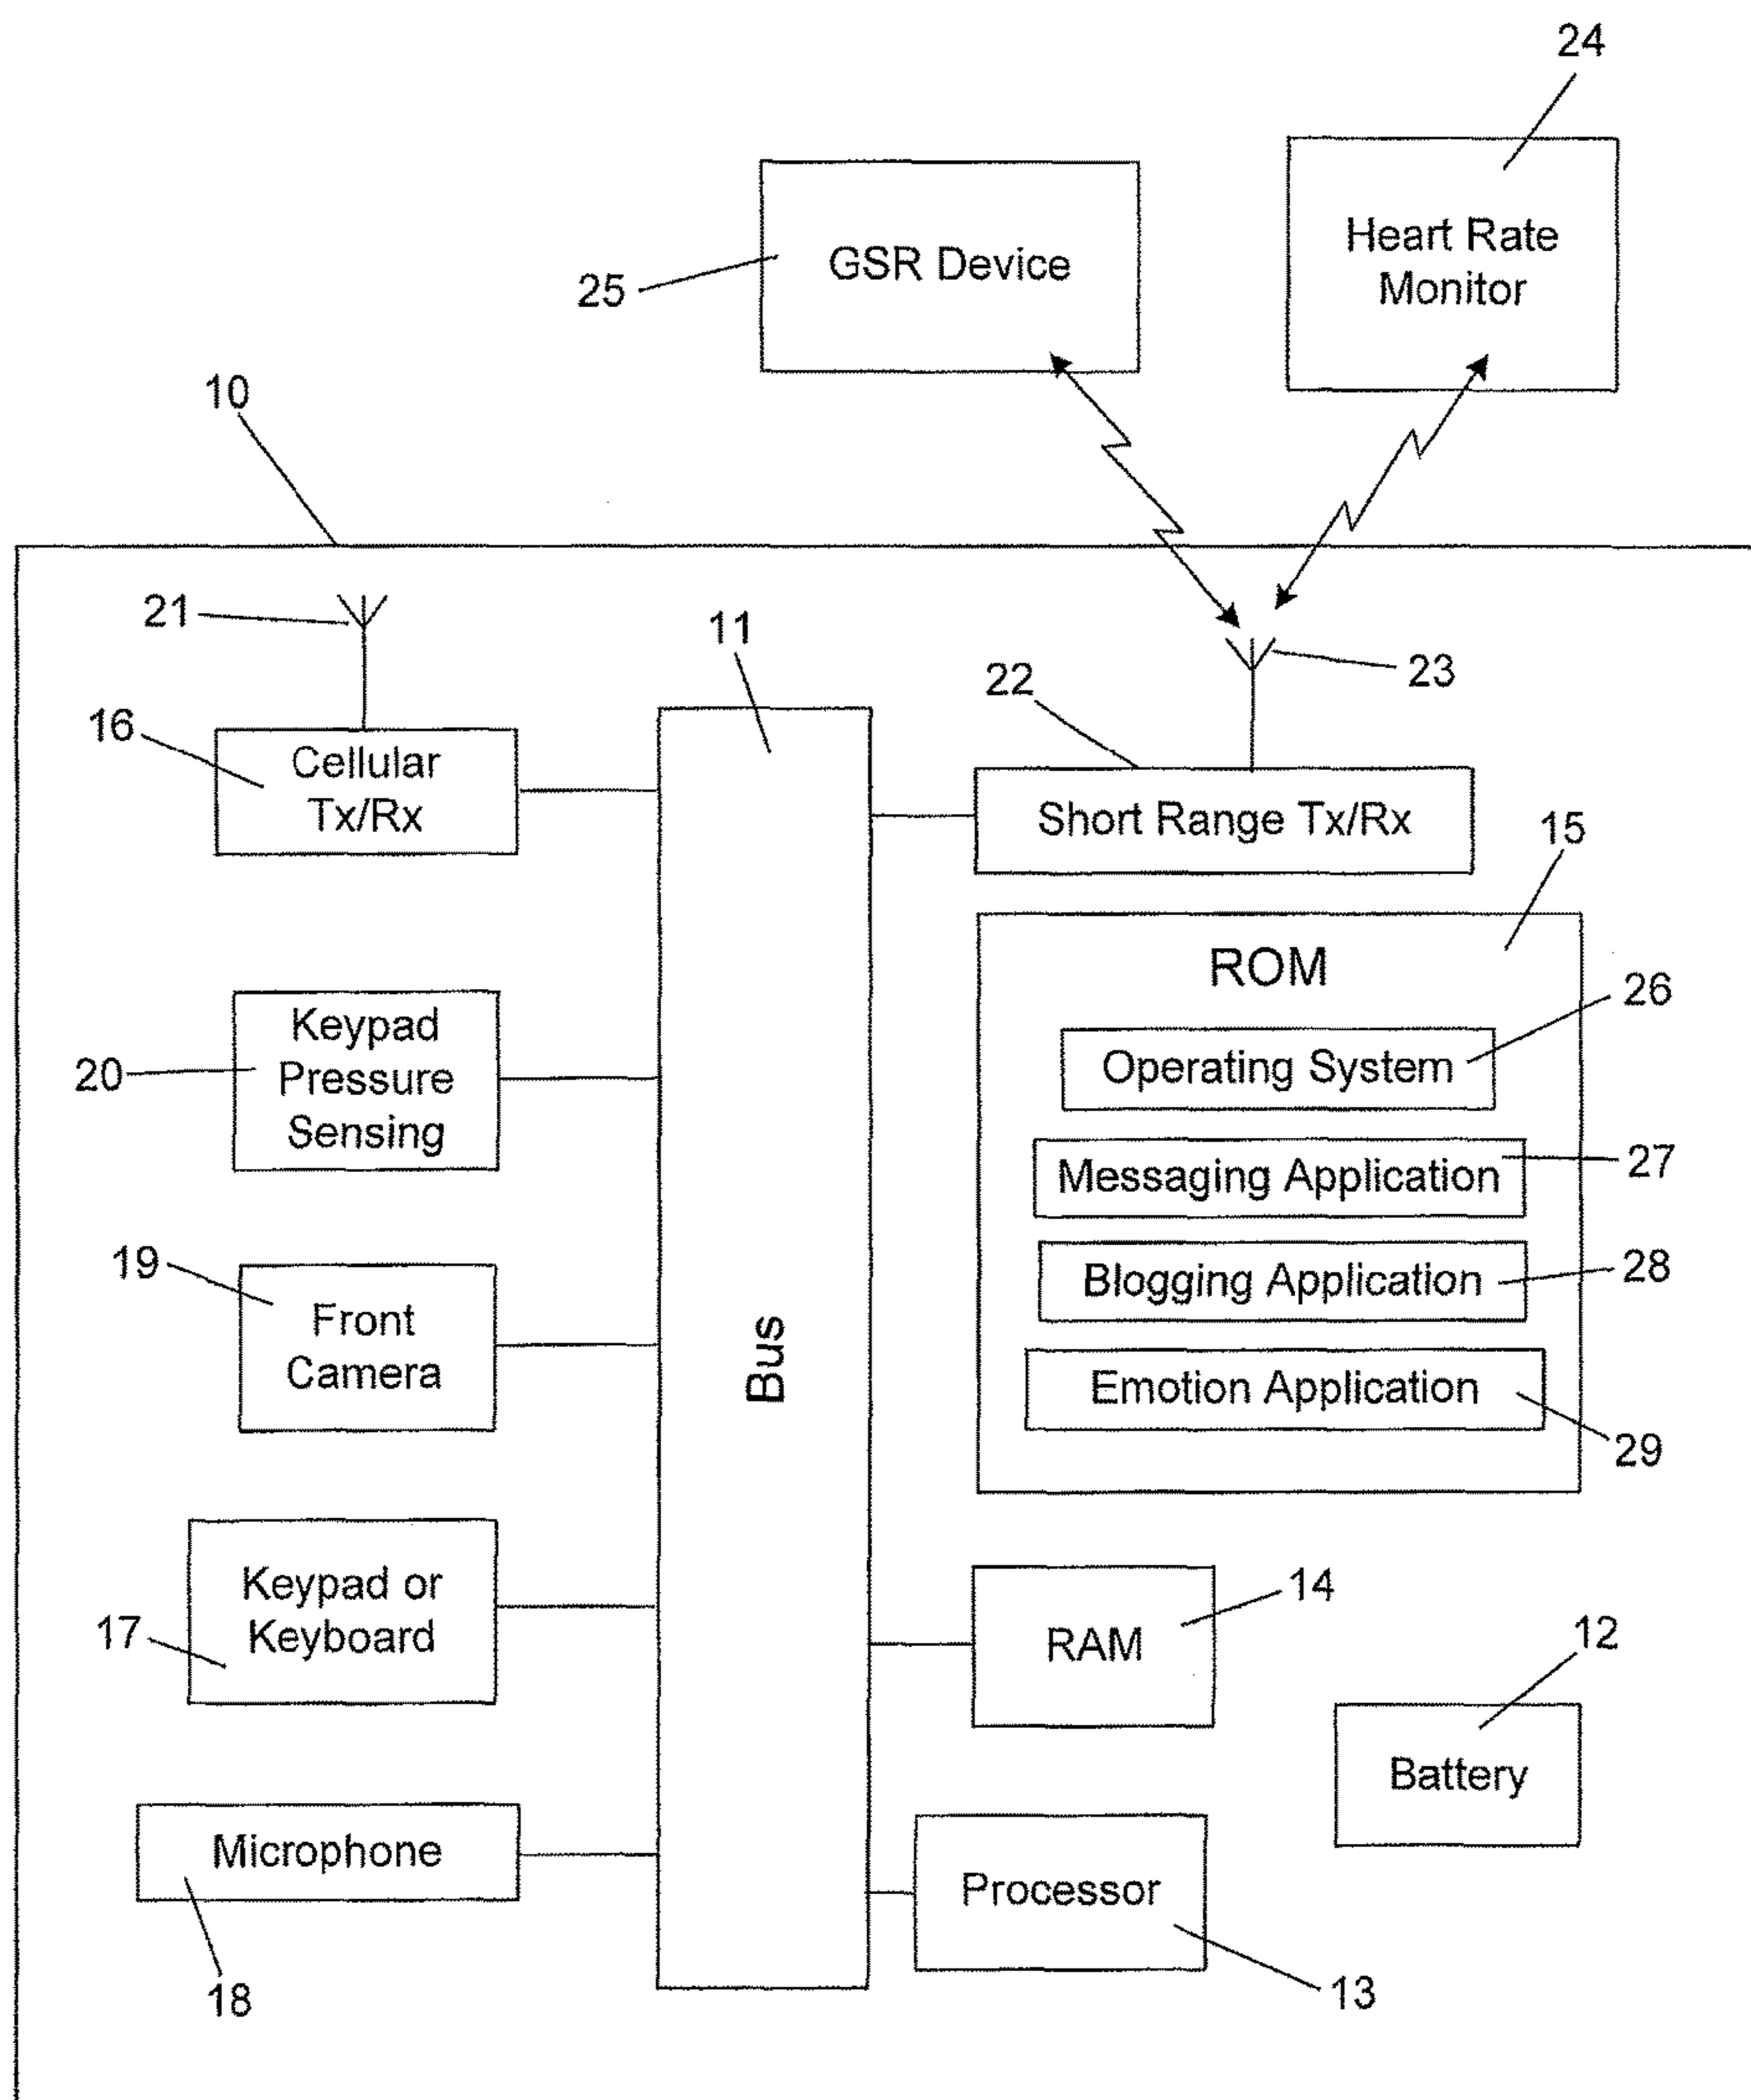 24
Heart Rate
Monitor
GSR Device
25
10
21
11
23
22
16
Cellular
Tx/Rx
Short Range Tx/Rx
15
ROM
26
Keypad
Pressure
Sensing
20
Operating System
27
Messaging Application
19
28
Blogging Application
Front
Camera
Bus
Emotion Application
29
Keypad or
Keyboard
17
14
RAM
12
Battery
Microphone
Processor
18
13